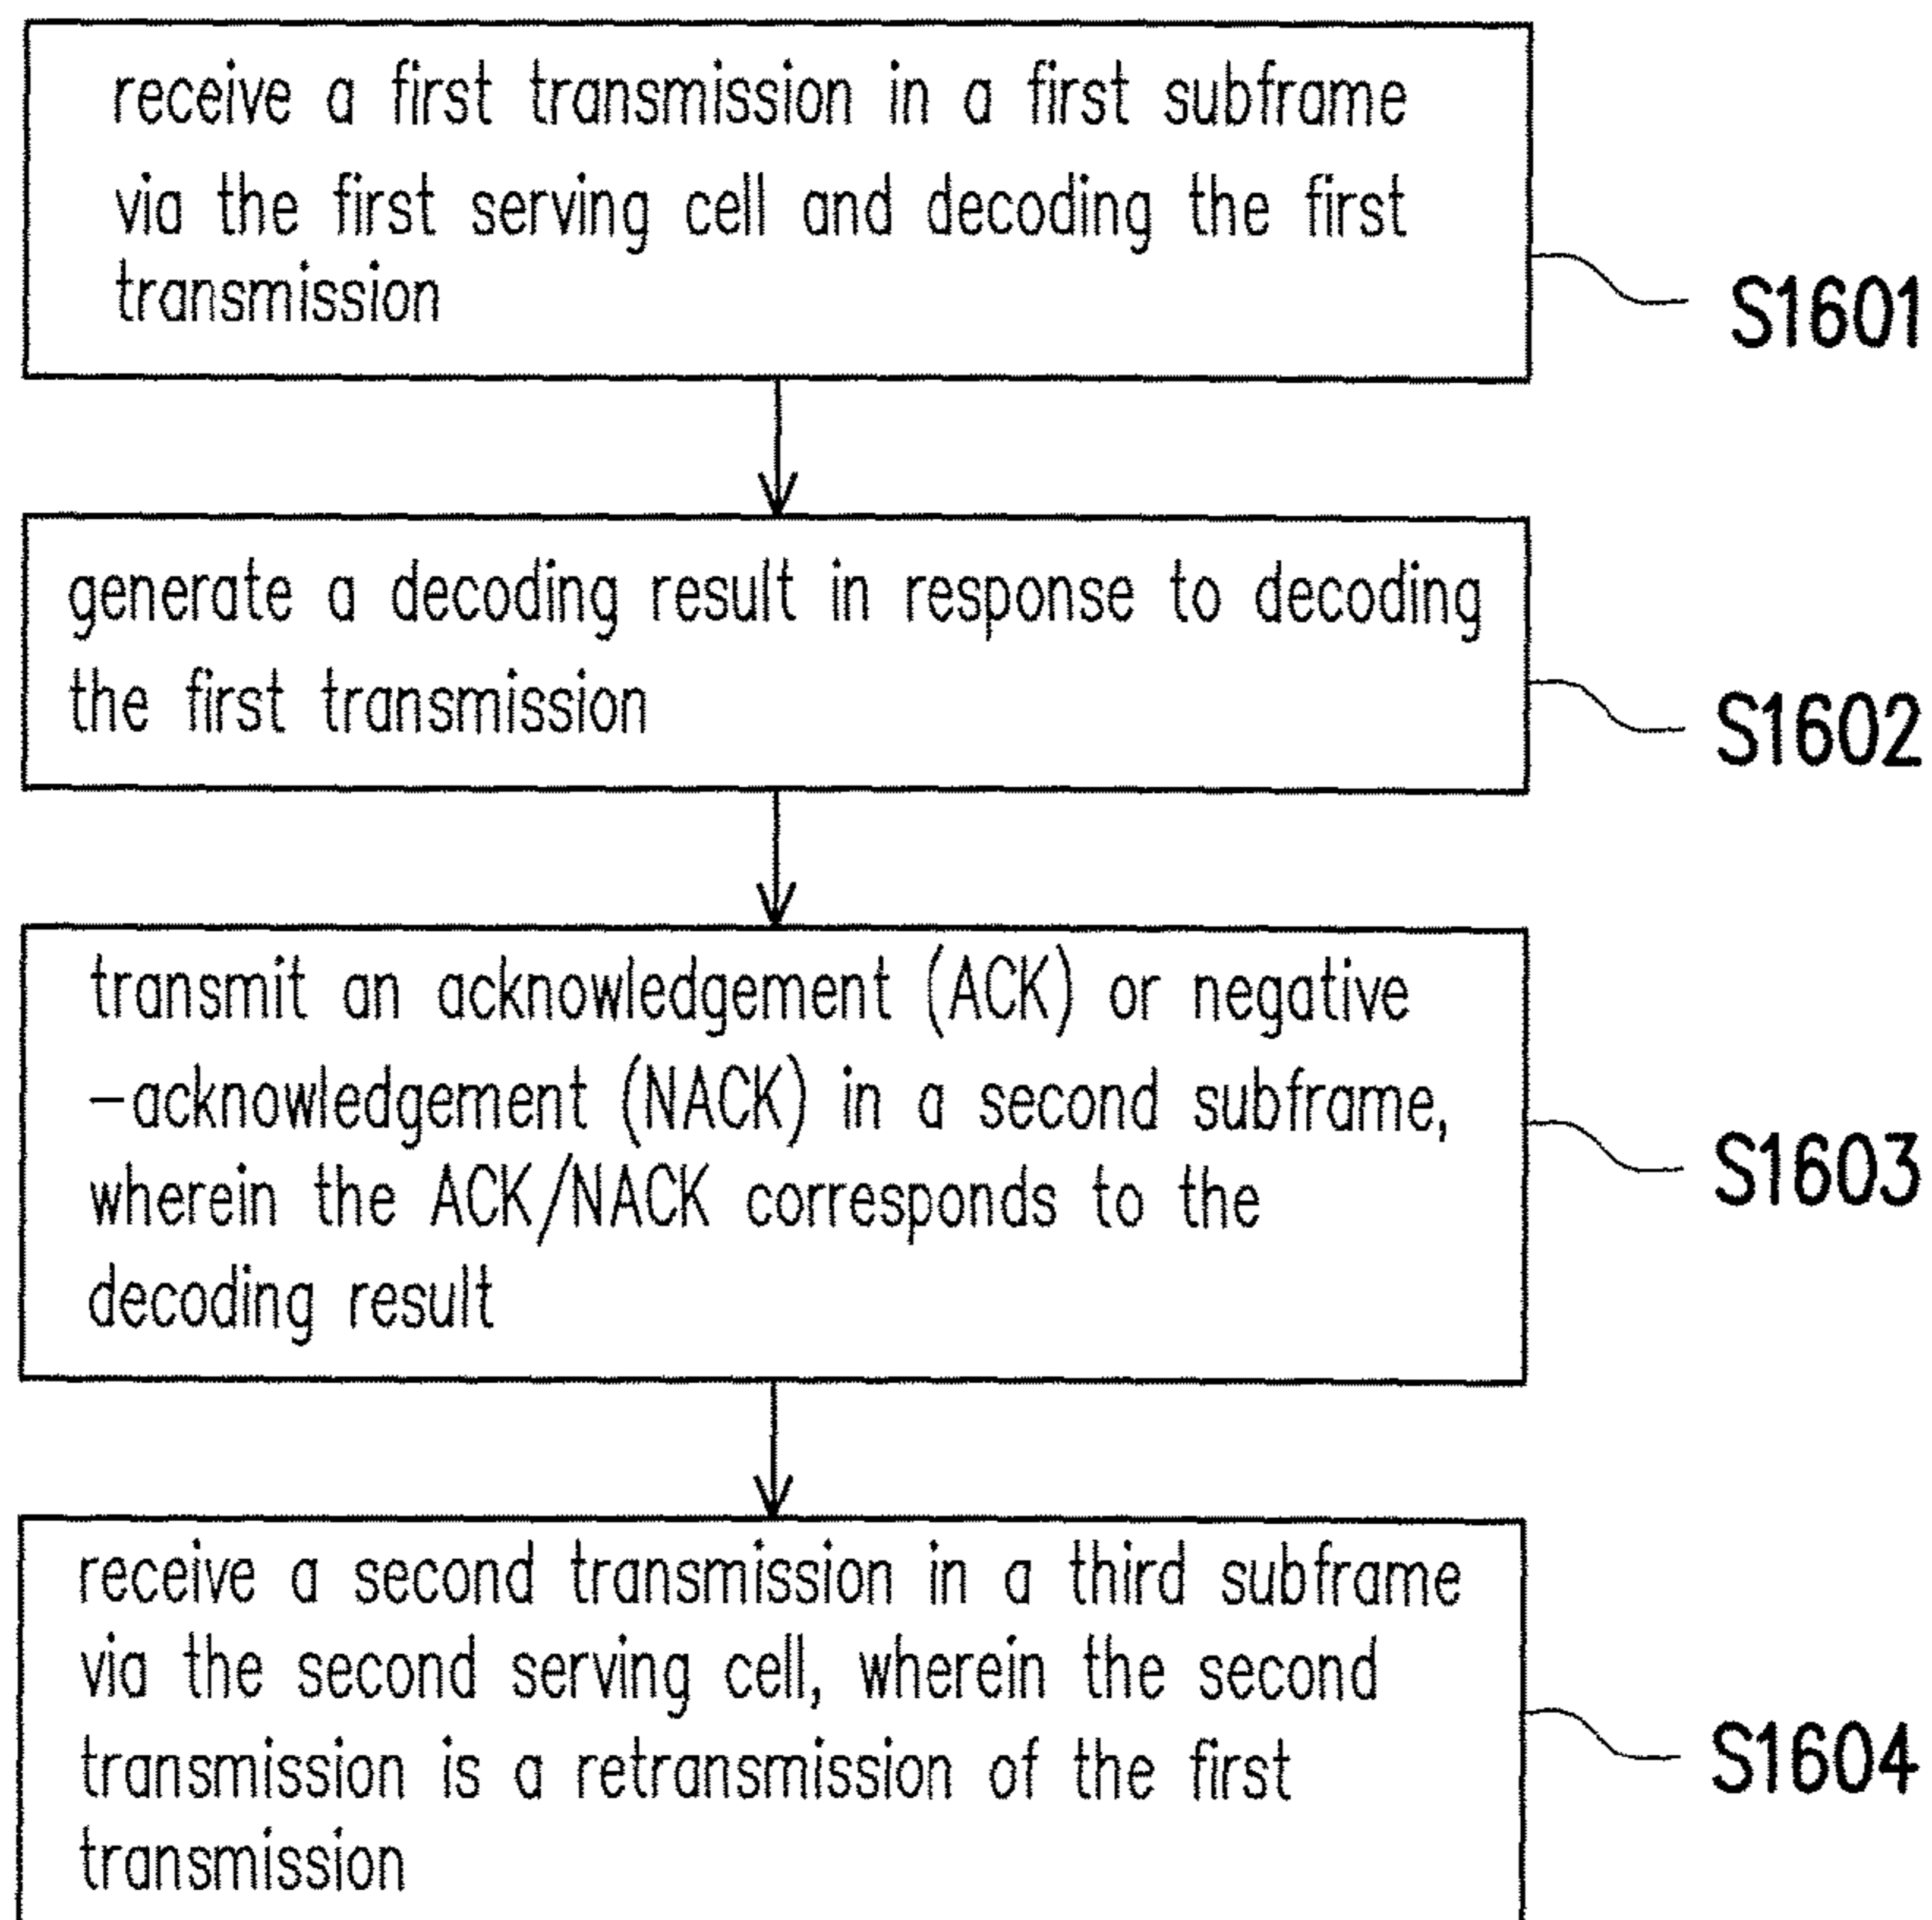 receive a first transmission in a first subframe
via the first serving cell and decoding the first
transmission
S1601
generate a decoding result in response to decoding
the first transmission
S1602
transmit an acknowledgement (ACK) or negative
-acknowledgement (NACK) in a second subframe,
wherein the ACK/NACK corresponds to the
decoding result
S1603
receive a second transmission in a third subframe
via the second serving cell, wherein the second
transmission is a retransmission of the first
transmission
S1604